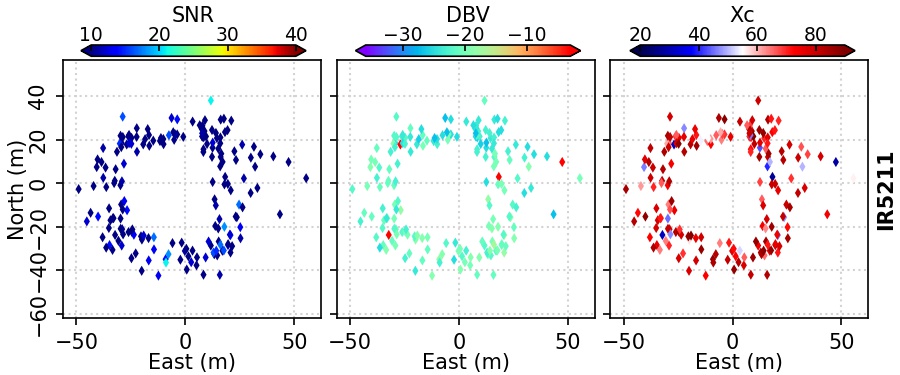 SNR
10 20 30 40
DBV
−30 −20 −10
Xc
20 40 60 80
North (m)
40
20
0
−20
−40
−60
−50 0 50
East (m)
−50 0 50
East (m)
−50 0 50
East (m)
IR5211